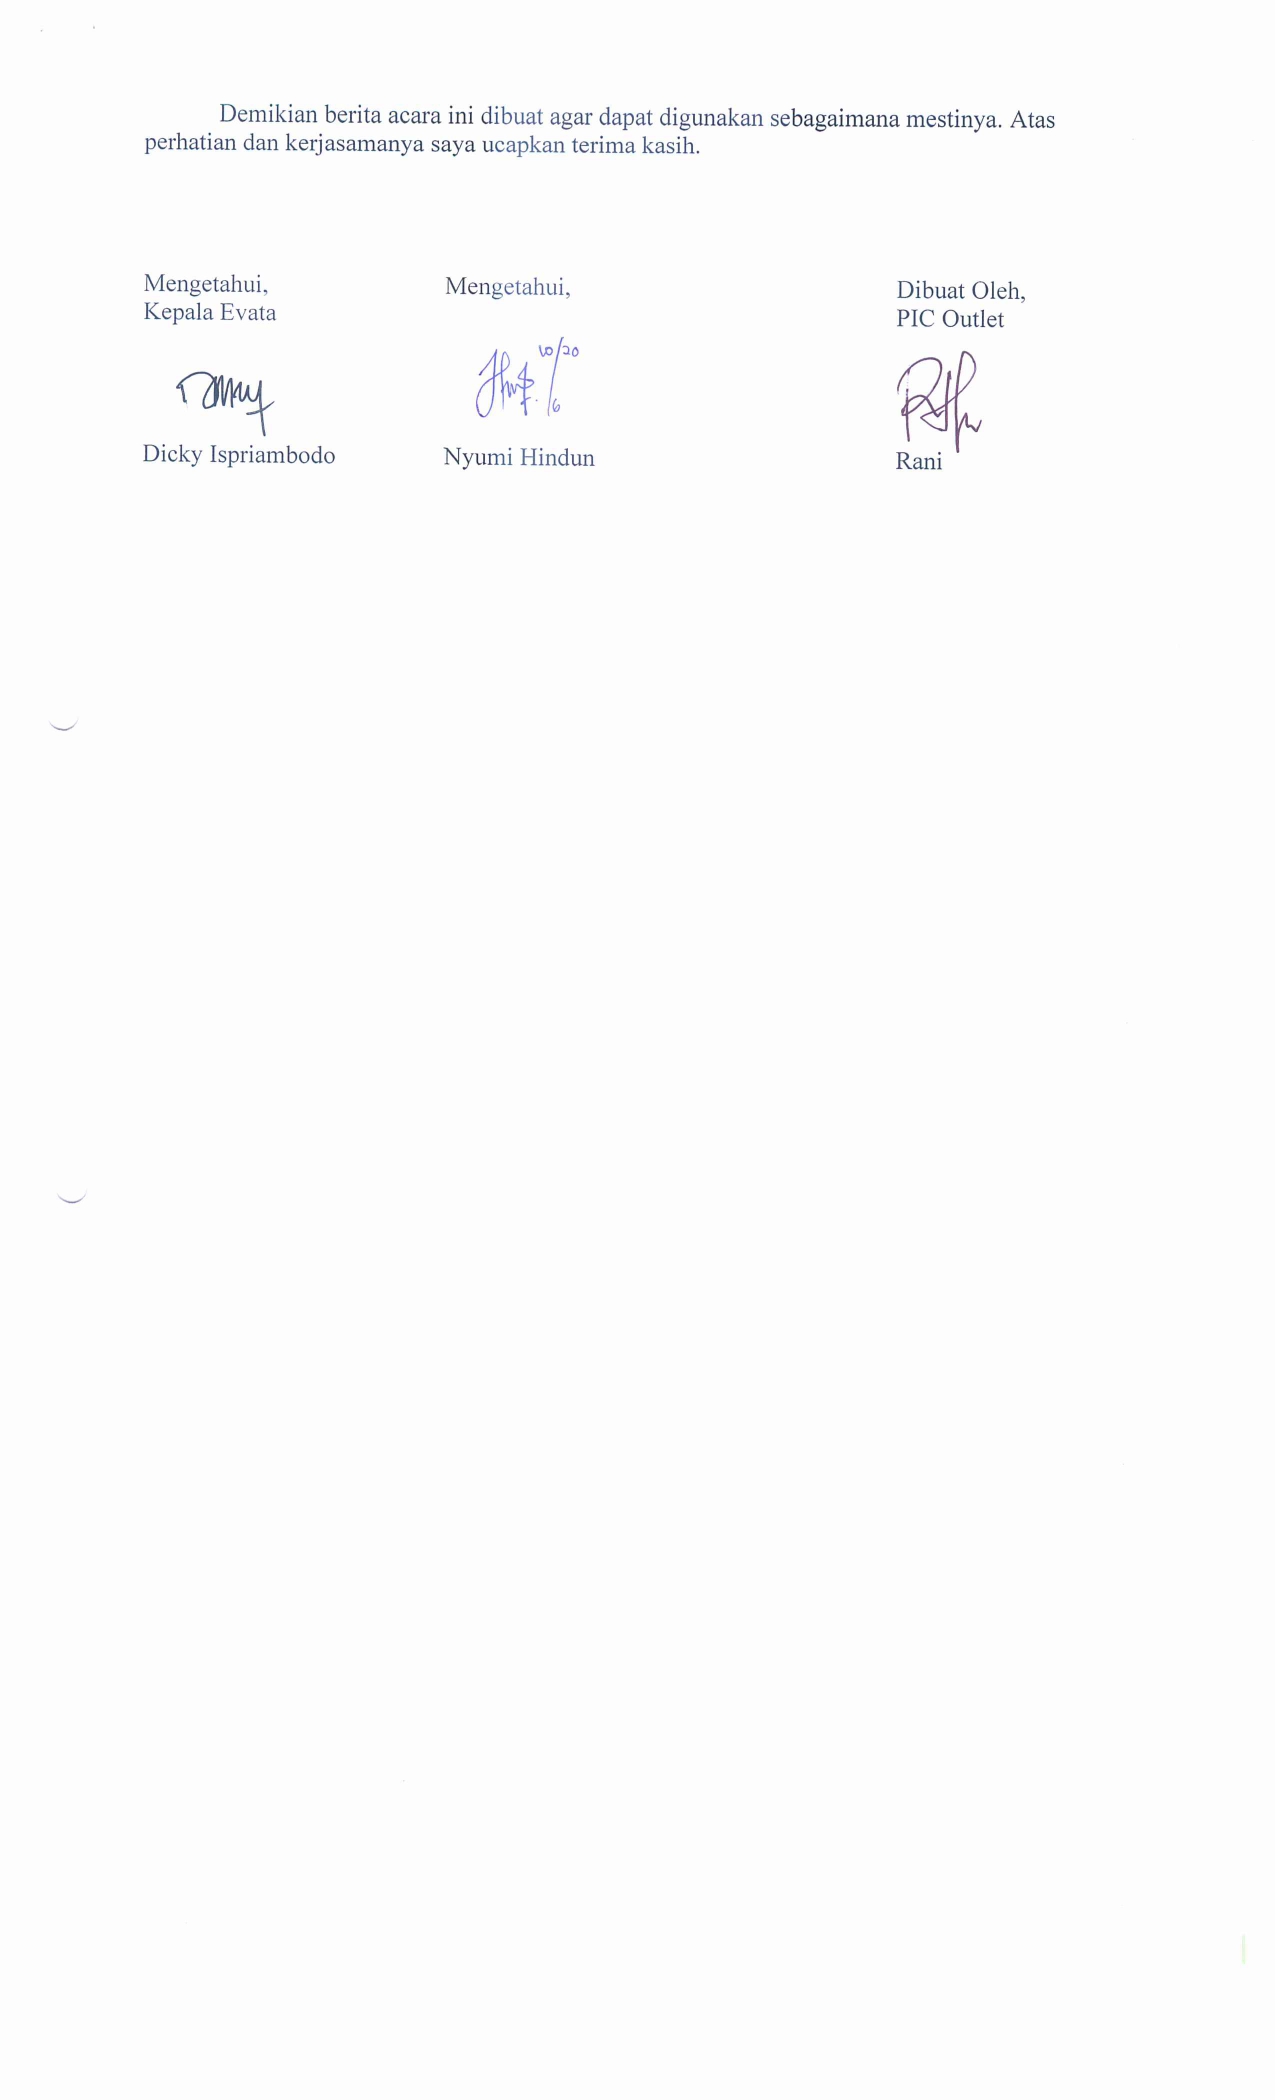 Demikian berita acara ini dibuat agar dapat digunakan sebagaimana mestinya. Atas
perhatian dan kerjasamanya saya ucapkan terima kasih.
Mengetahui,
Kepala Evata
Dicky Ispriambodo
Mengetahui,
10/20
/6
Nyumi Hindun
Dibuat Oleh,
PIC Outlet
Rani